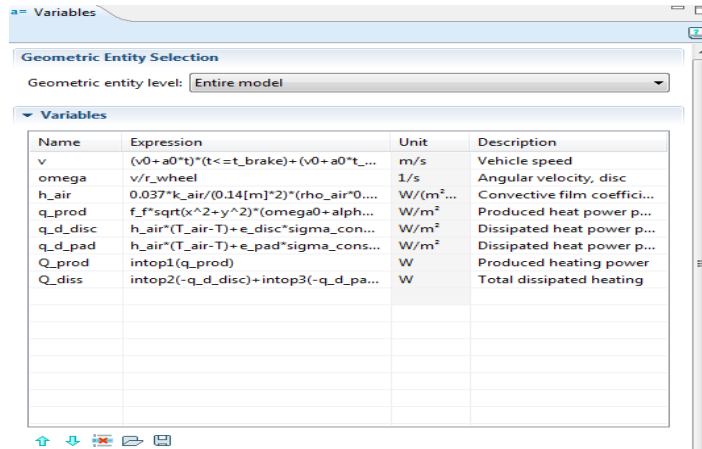 a= Variables
Geometric Entity Selection
Geometric entity level: Entire model
Variables
Name Expression Unit Description
v (v0+a0*t)*(t<=t_brake)+(v0+a0*t_... m/s Vehicle speed
omega v/r_wheel 1/s Angular velocity, disc
h_air 0.037*k_air/(0.14[m]*2)*(rho_air*0.... W/(m²... Convective film coeffici...
q_prod f_f*sqrt(x^2+y^2)*(omega0+alph... W/m² Produced heat power p...
q_d_disc h_air*(T_air-T)+e_disc*sigma_con... W/m² Dissipated heat power p...
q_d_pad h_air*(T_air-T)+e_pad*sigma_cons... W/m² Dissipated heat power p...
Q_prod intop1(q_prod) W Produced heating power
Q_diss intop2(-q_d_disc)+intop3(-q_d_pa... W Total dissipated heating